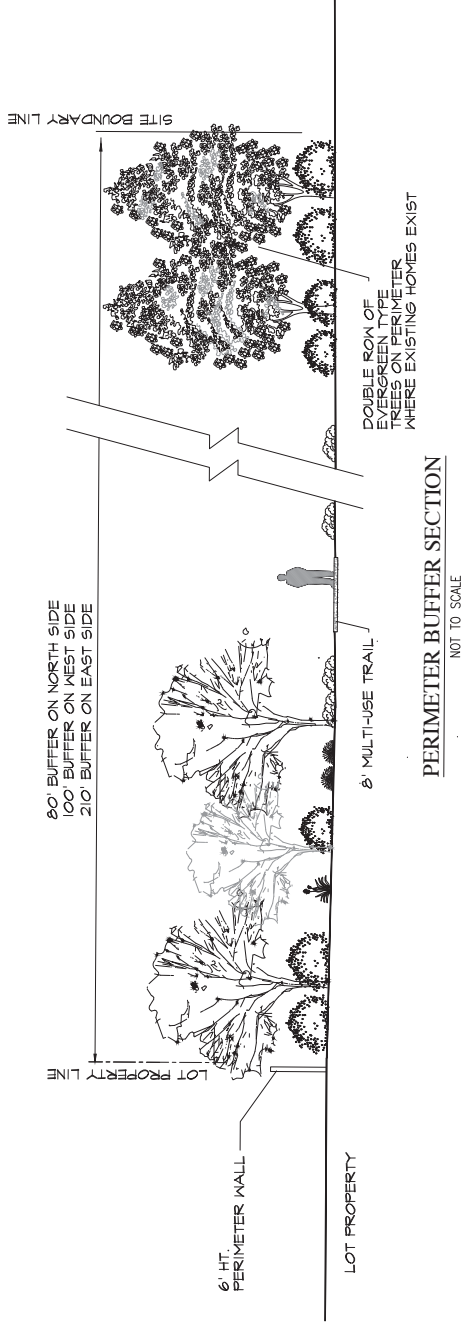 SITE BOUNDARY LINE
80' BUFFER ON NORTH SIDE
100' BUFFER ON WEST SIDE
210' BUFFER ON EAST SIDE
LOT PROPERTY LINE
6' HT.
PERIMETER WALL
LOT PROPERTY
8' MULTI-USE TRAIL
DOUBLE ROW OF
EVERGREEN TYPE
TREES ON PERIMETER
WHERE EXISTING HOMES EXIST
PERIMETER BUFFER SECTION
NOT TO SCALE